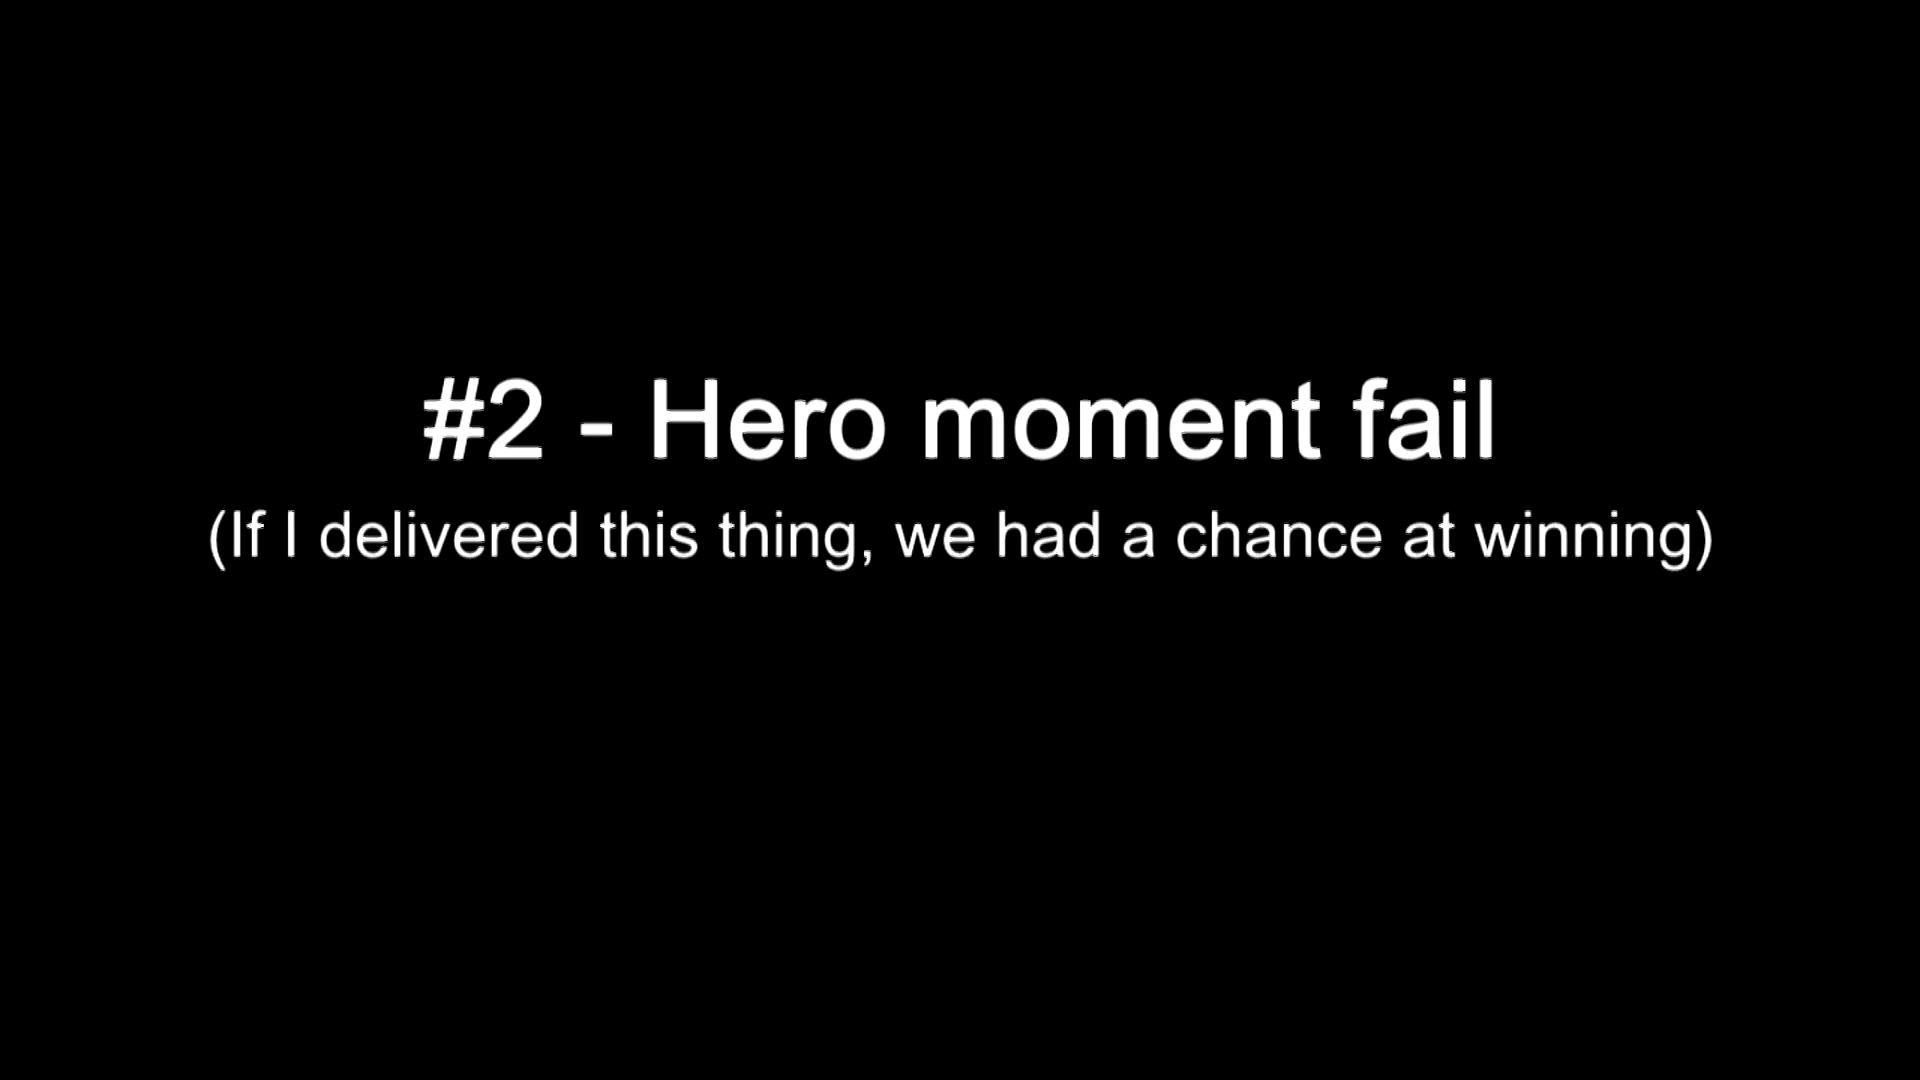 #2 - Hero moment fail
(If I delivered this thing, we had a chance at winning)